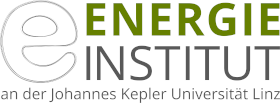 ENERGIE
INSTITUT
an der Johannes Kepler Universität Linz